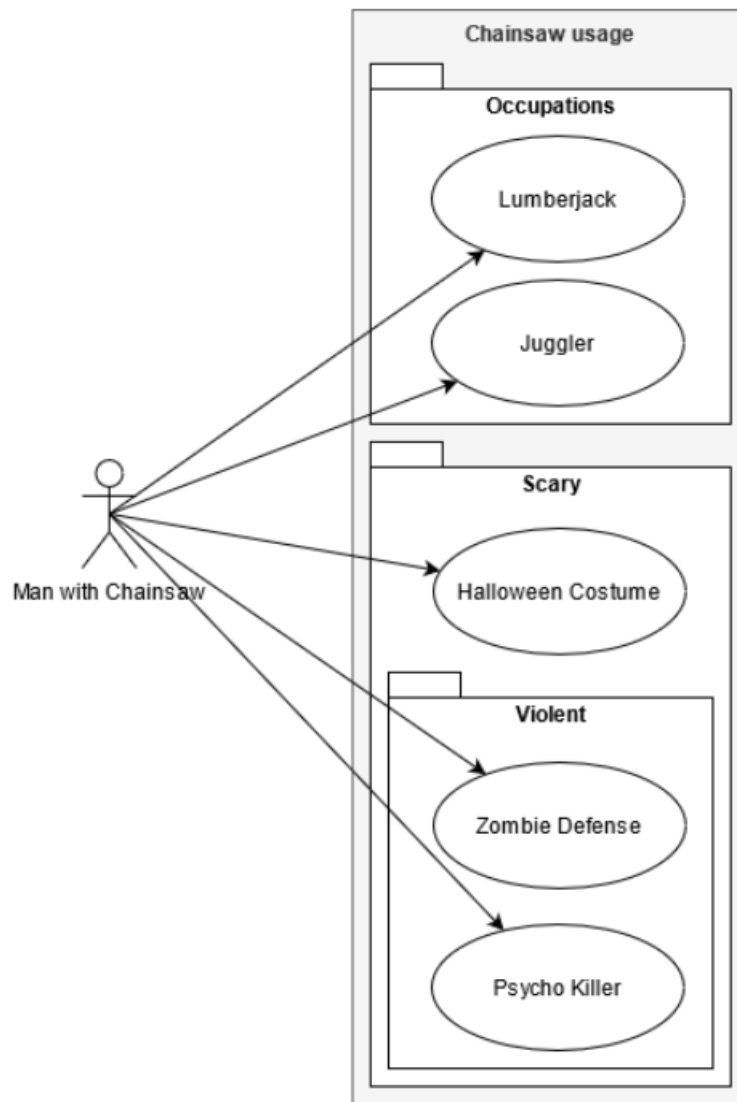 Chainsaw usage
Occupations
Lumberjack
Juggler
Man with Chainsaw
Scary
Halloween Costume
Violent
Zombie Defense
Psycho Killer